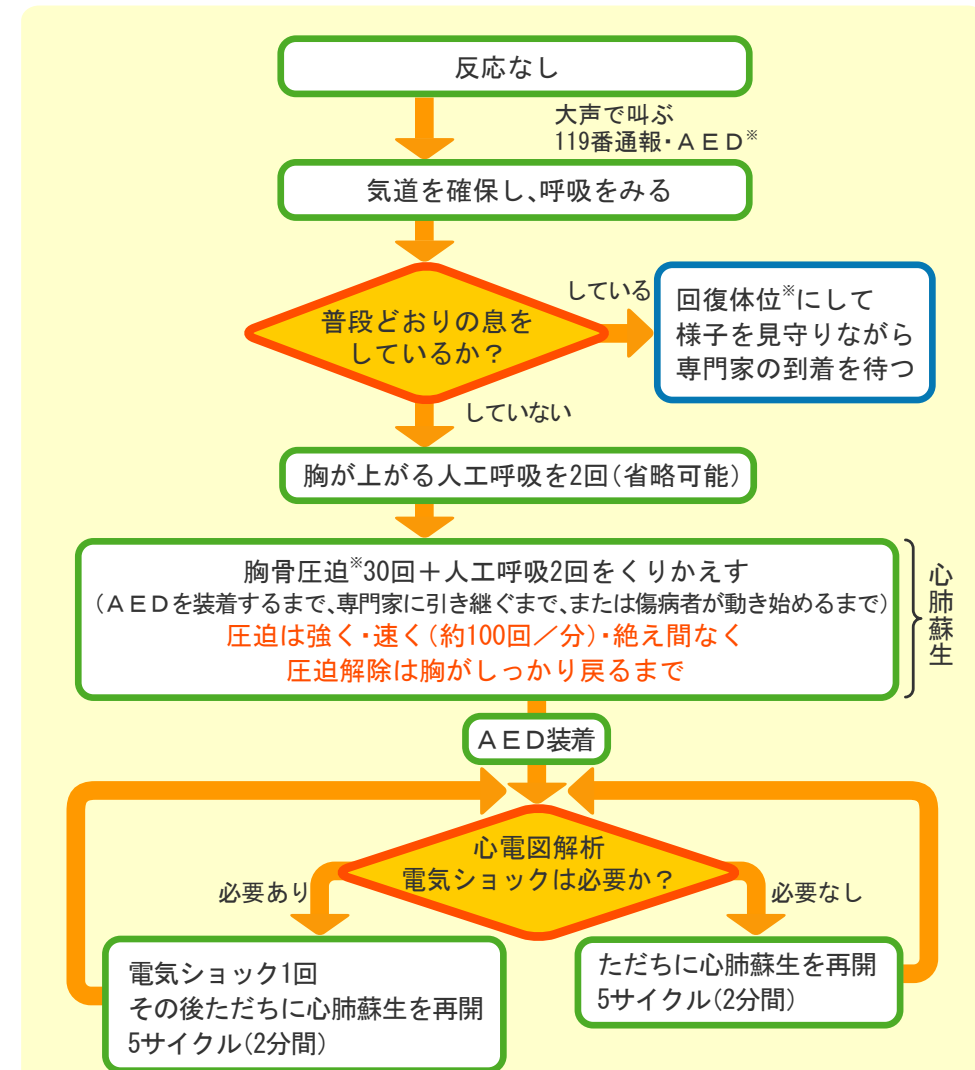 反応なし
大声で叫ぶ
119番通報・ＡＥＤ※
気道を確保し、呼吸をみる
普段どおりの息を
しているか？
している
回復体位※にして
様子を見守りながら
専門家の到着を待つ
していない
胸が上がる人工呼吸を2回（省略可能）
胸骨圧迫※30回＋人工呼吸2回をくりかえす
（ＡＥＤを装着するまで、専門家に引き継ぐまで、または傷病者が動き始めるまで）
圧迫は強く・速く（約100回／分）・絶え間なく
圧迫解除は胸がしっかり戻るまで
心肺蘇生
ＡＥＤ装着
心電図解析
電気ショックは必要か？
必要あり
必要なし
電気ショック1回
その後ただちに心肺蘇生を再開
5サイクル（2分間）
ただちに心肺蘇生を再開
5サイクル（2分間）